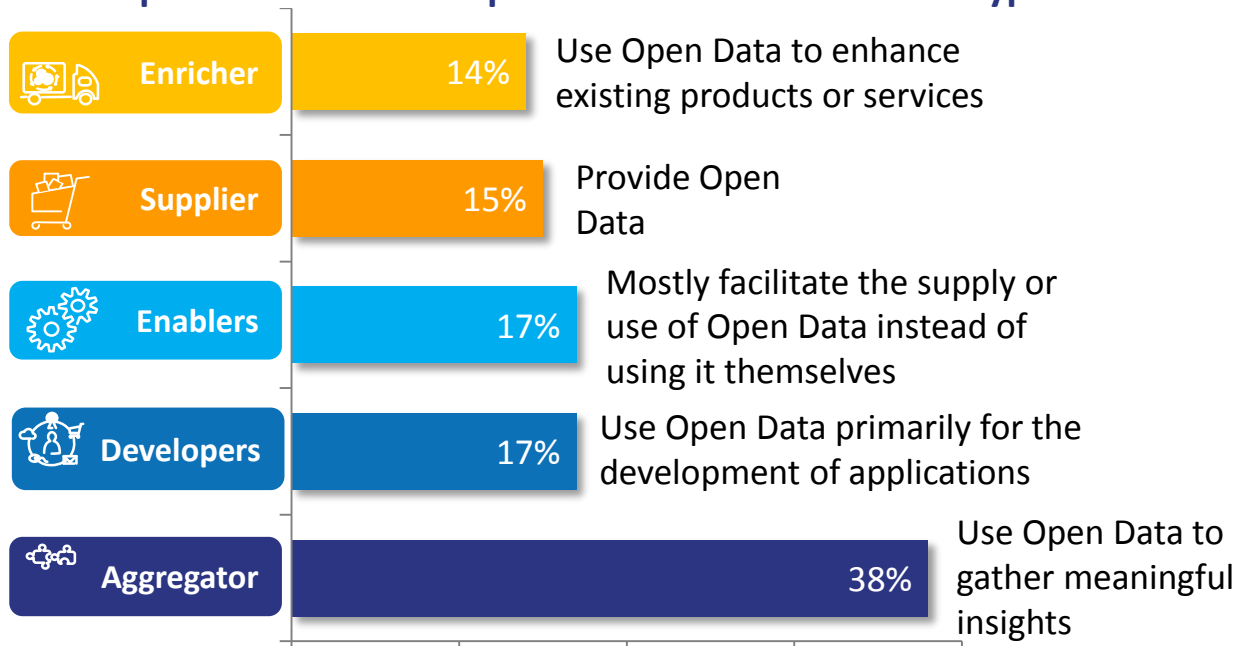 Enricher
14%
Use Open Data to enhance
existing products or services
Supplier
15%
Provide Open
Data
Enablers
17%
Mostly facilitate the supply or
use of Open Data instead of
using it themselves
Developers
17%
Use Open Data primarily for the
development of applications
Aggregator
38%
Use Open Data to
gather meaningful
insights